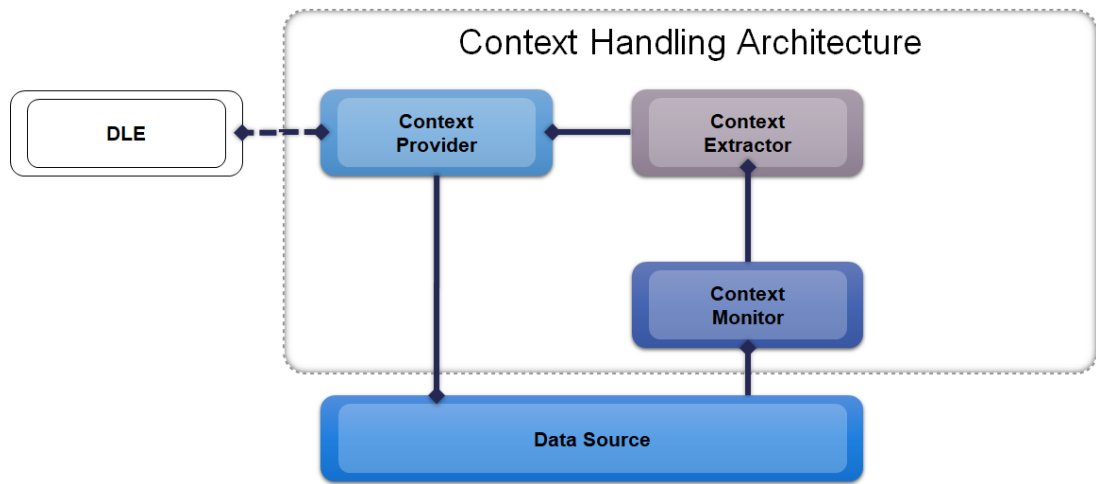 Context Handling Architecture
DLE
Context
Provider
Context
Extractor
Context
Monitor
Data Source